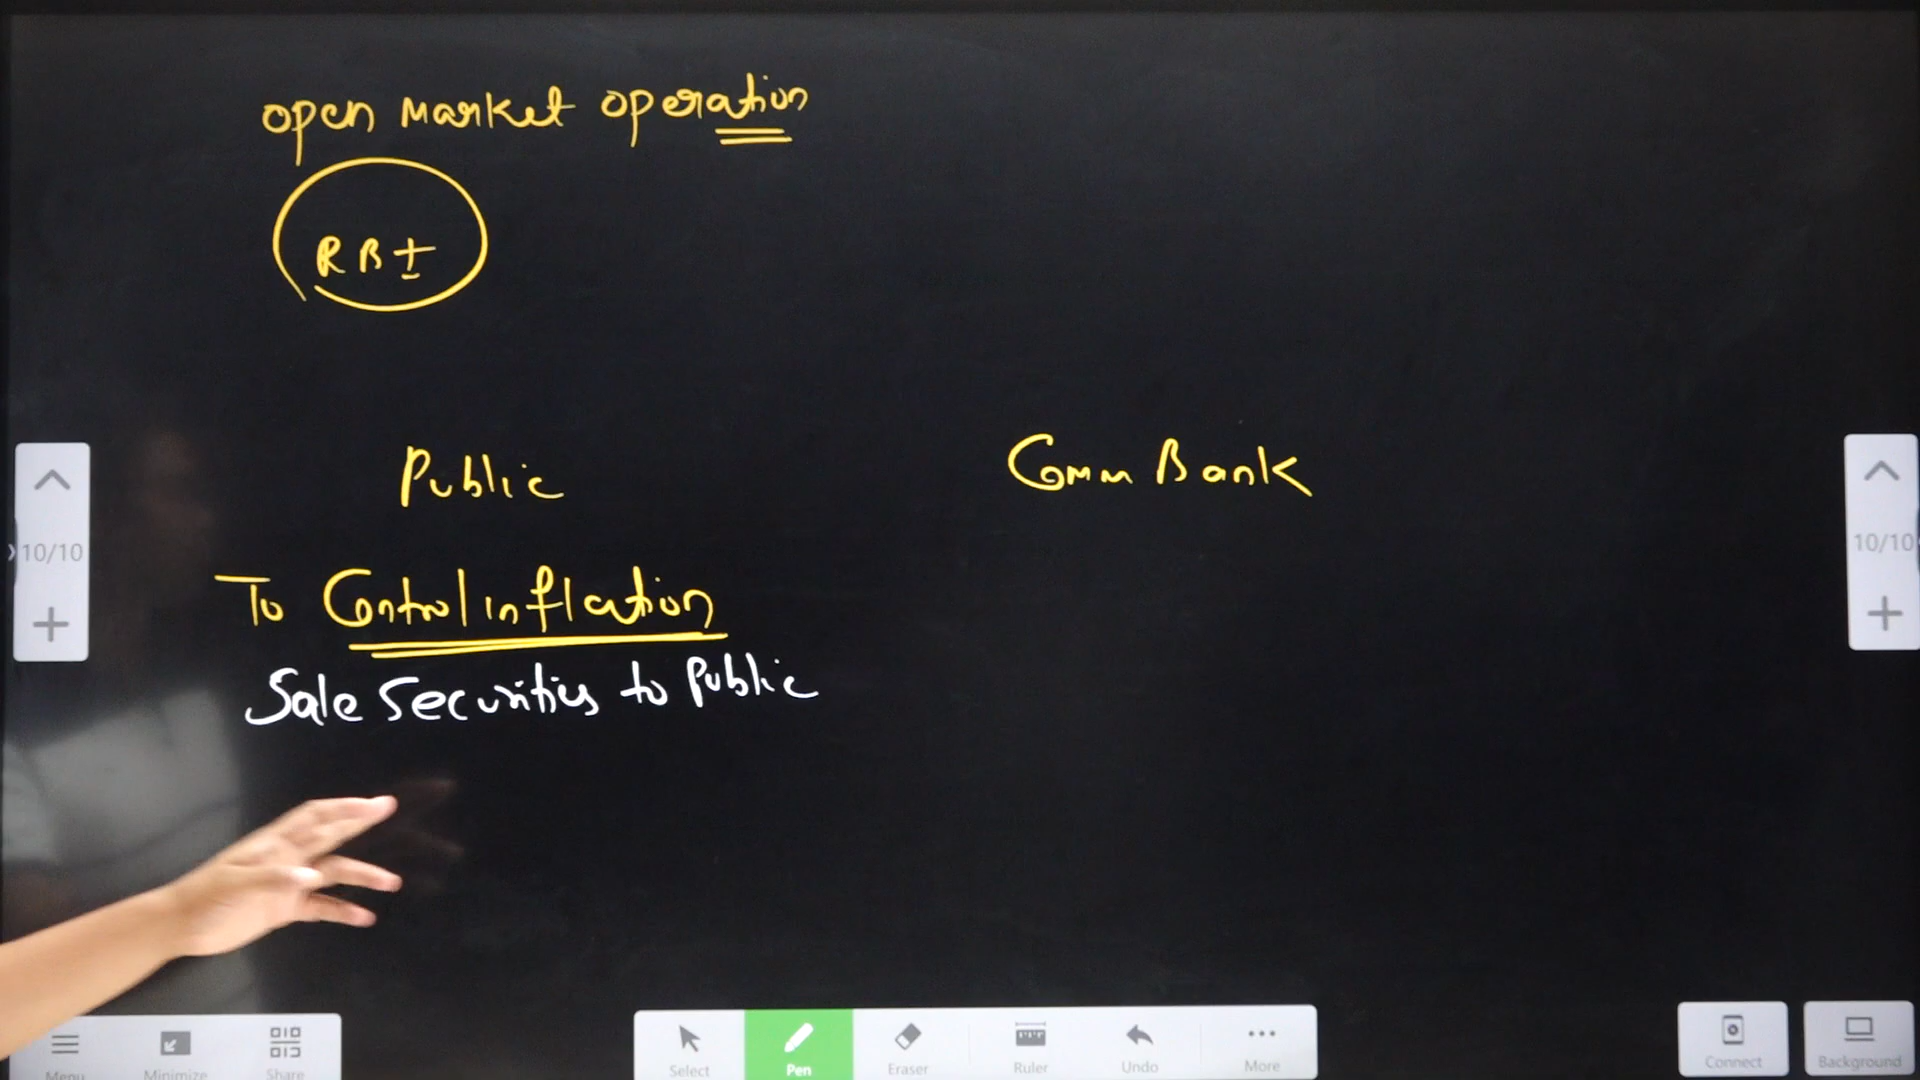 open market operation
RBI
Public
Comm Bank
To Control inflation
Sale Securities to Public
10/10
10/10
Menu
Minimize
Share
Select
Pen
Eraser
Ruler
Undo
More
Connect
Background